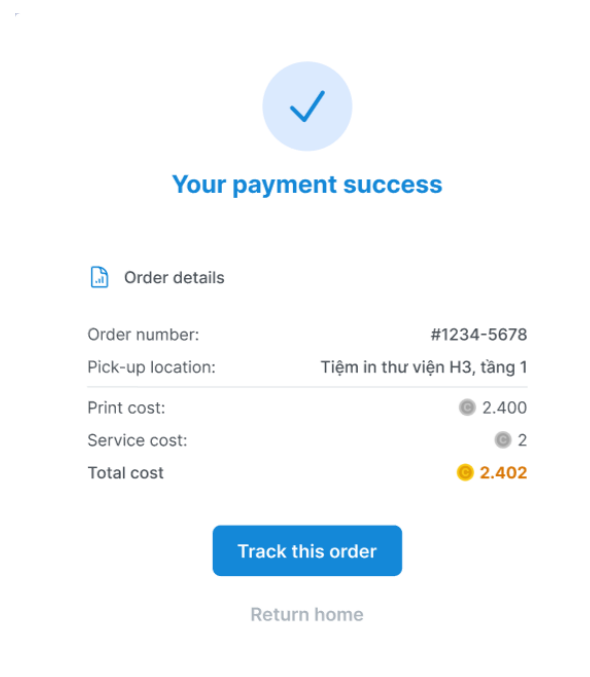 Your payment success
Order details
Order number: #1234-5678
Pick-up location: Tiệm in thư viện H3, tầng 1
Print cost: 2.400
Service cost: 2
Total cost 2.402
Track this order
Return home